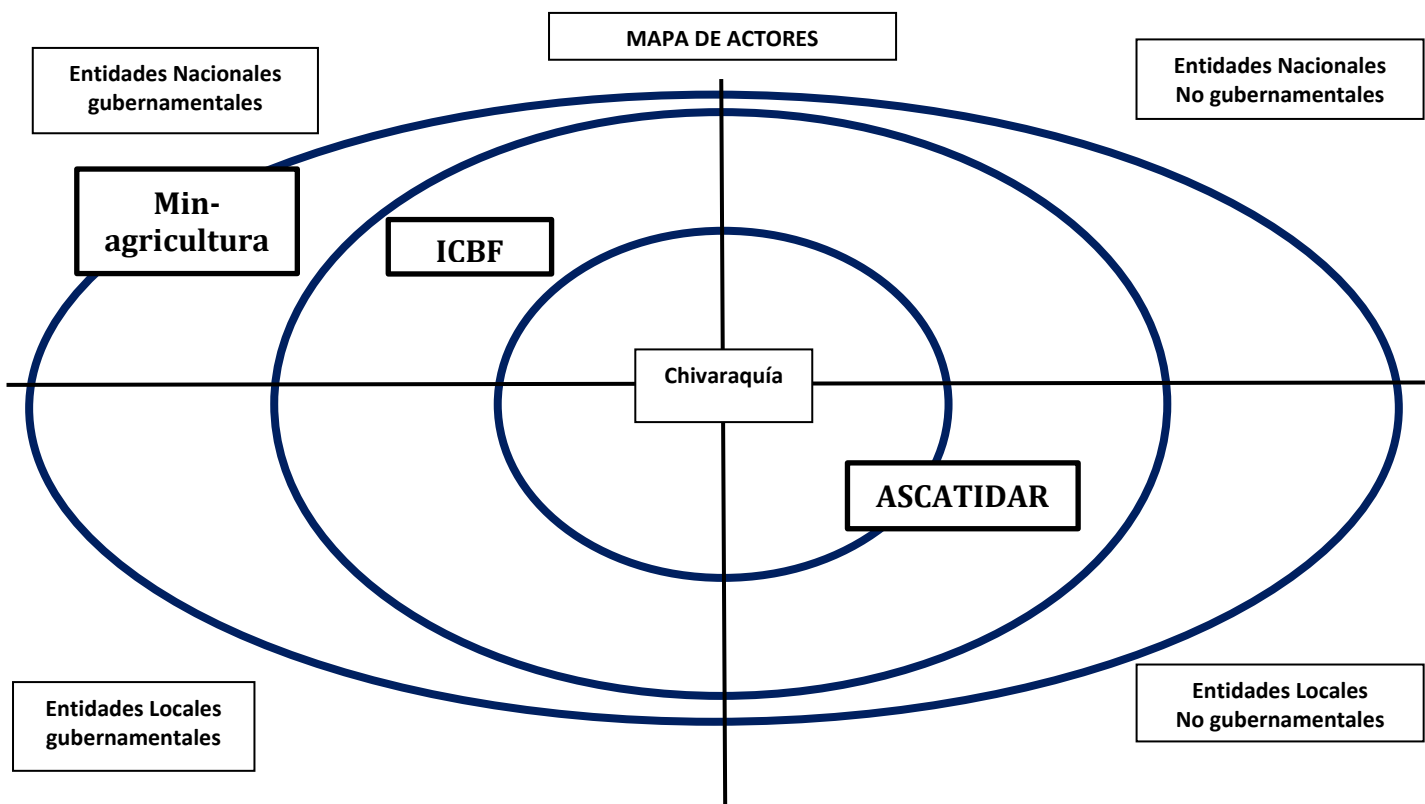 MAPA DE ACTORES
Entidades Nacionales
gubernamentales
Entidades Nacionales
No gubernamentales
Min-
agricultura
ICBF
Chivaraquía
ASCATIDAR
Entidades Locales
gubernamentales
Entidades Locales
No gubernamentales